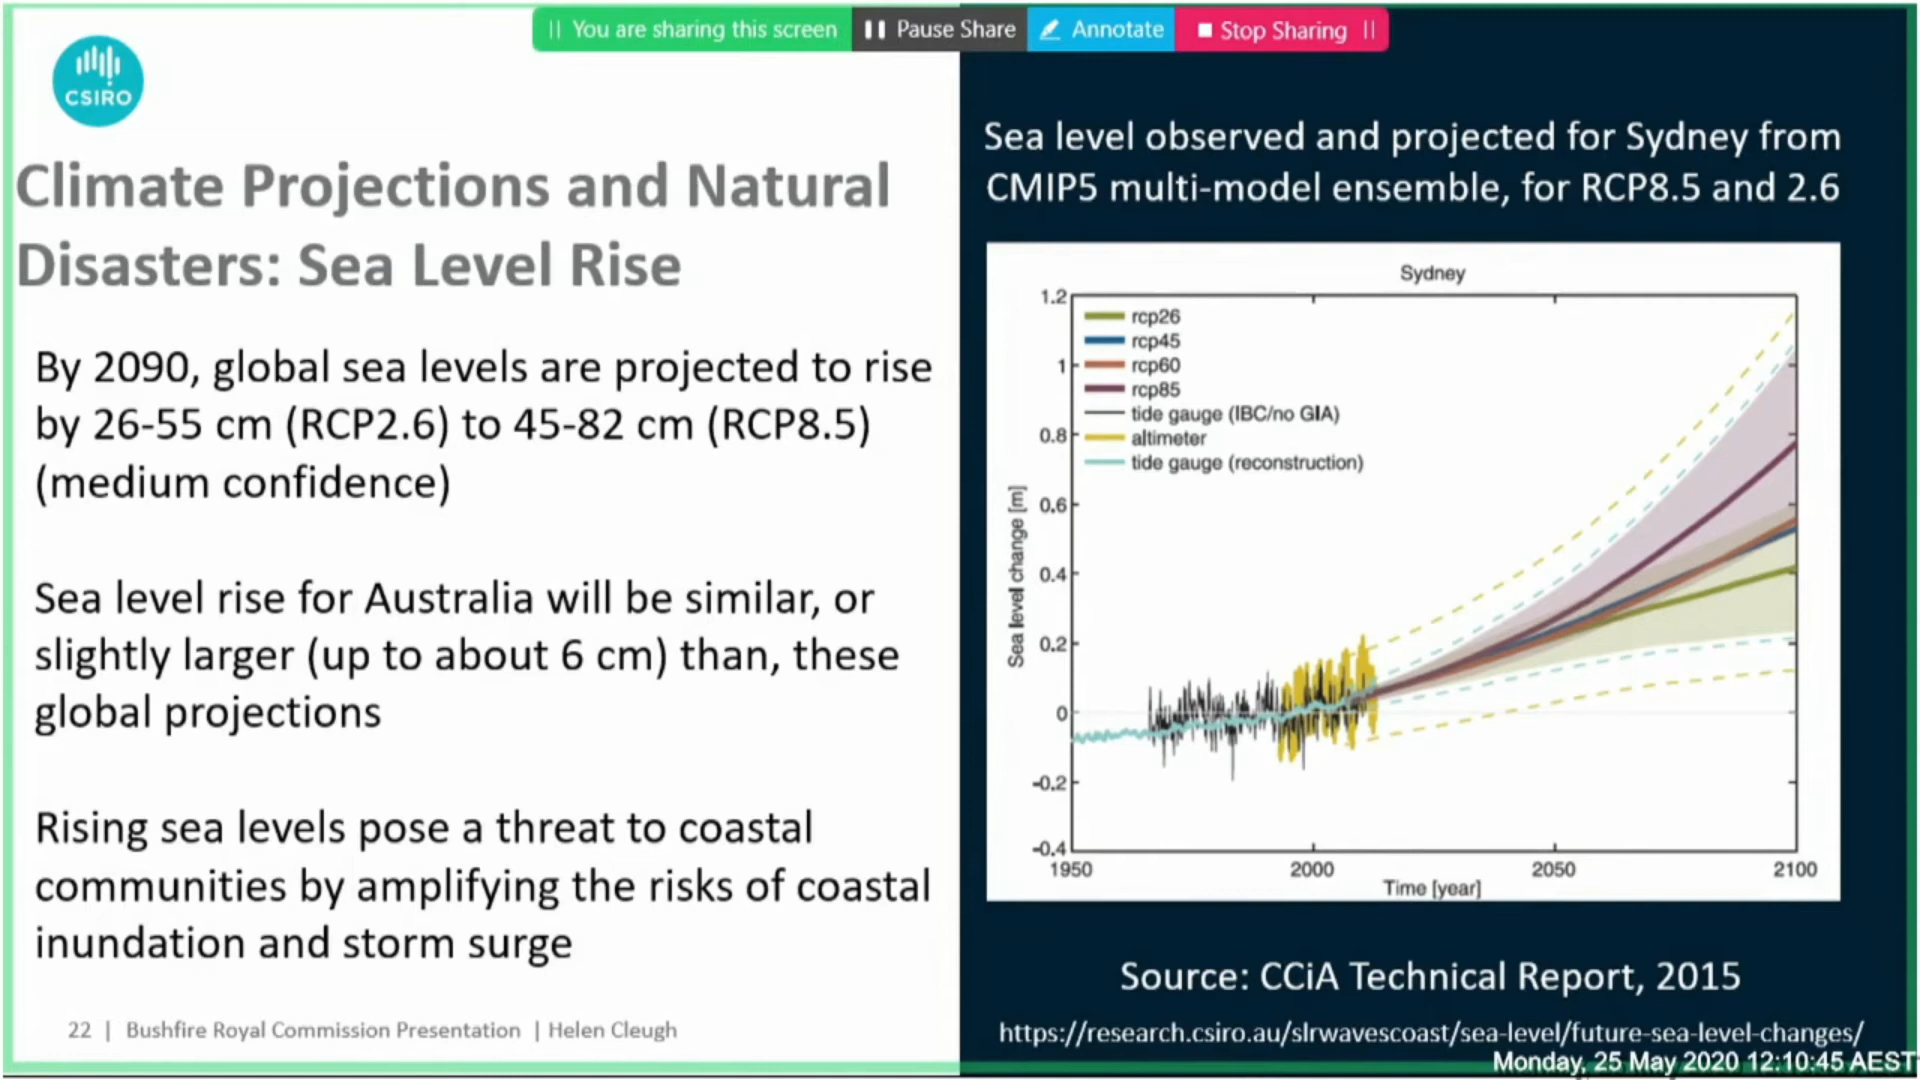 You are sharing this screen
Pause Share
Annotate
Stop Sharing
CSIRO
Climate Projections and Natural
Disasters: Sea Level Rise
By 2090, global sea levels are projected to rise
by 26-55 cm (RCP2.6) to 45-82 cm (RCP8.5)
(medium confidence)
Sea level rise for Australia will be similar, or
slightly larger (up to about 6 cm) than, these
global projections
Rising sea levels pose a threat to coastal
communities by amplifying the risks of coastal
inundation and storm surge
22 | Bushfire Royal Commission Presentation | Helen Cleugh
Sea level observed and projected for Sydney from
CMIP5 multi-model ensemble, for RCP8.5 and 2.6
Sydney
rcp26
rcp45
rcp60
rcp85
tide gauge (IBC/no GIA)
altimeter
tide gauge (reconstruction)
Sea level change [m]
1.2
1
0.8
0.6
0.4
0.2
0
-0.2
-0.4
1950
2000
2050
2100
Time [year]
Source: CCiA Technical Report, 2015
https://research.csiro.au/slrwavescoast/sea-level/future-sea-level-changes/
Monday, 25 May 2020 12:10:45 AEST